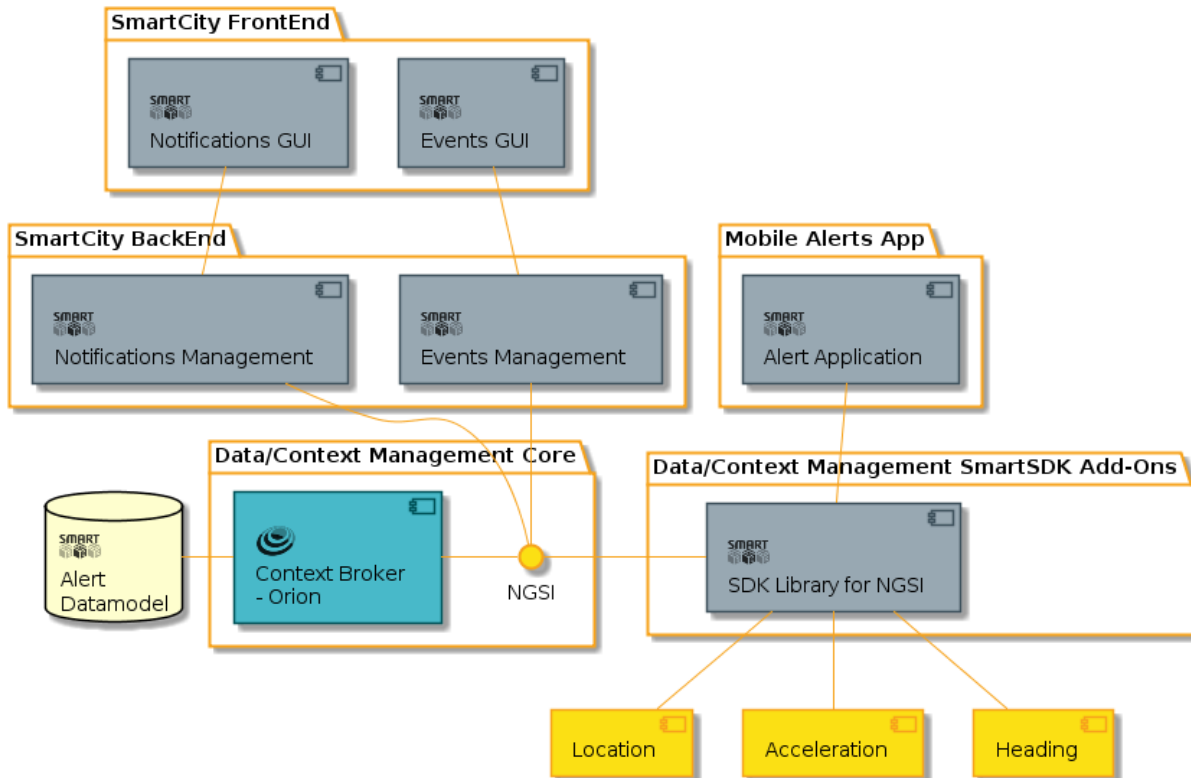 SmartCity FrontEnd
SMART
Notifications GUI
SMART
Events GUI
SmartCity BackEnd
SMART
Notifications Management
SMART
Events Management
Mobile Alerts App
SMART
Alert Application
Data/Context Management Core
SMART
Alert
Datamodel
Context Broker
- Orion
NGSI
Data/Context Management SmartSDK Add-Ons
SMART
SDK Library for NGSI
Location
Acceleration
Heading